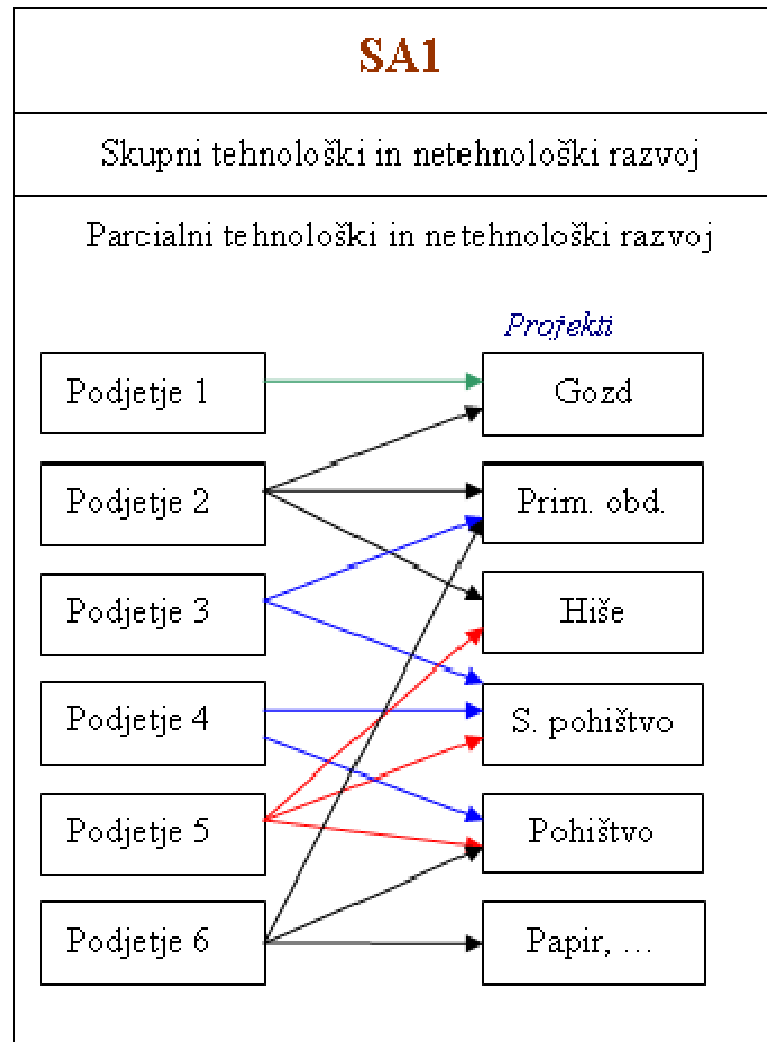 SA1
Skupni tehnološki in netehnološki razvoj
Parcialni tehnološki in netehnološki razvoj
Projekti
Podjetje 1
Gozd
Podjetje 2
Prim. obd.
Podjetje 3
Hiše
Podjetje 4
S. pohištvo
Podjetje 5
Pohištvo
Podjetje 6
Papir, ...